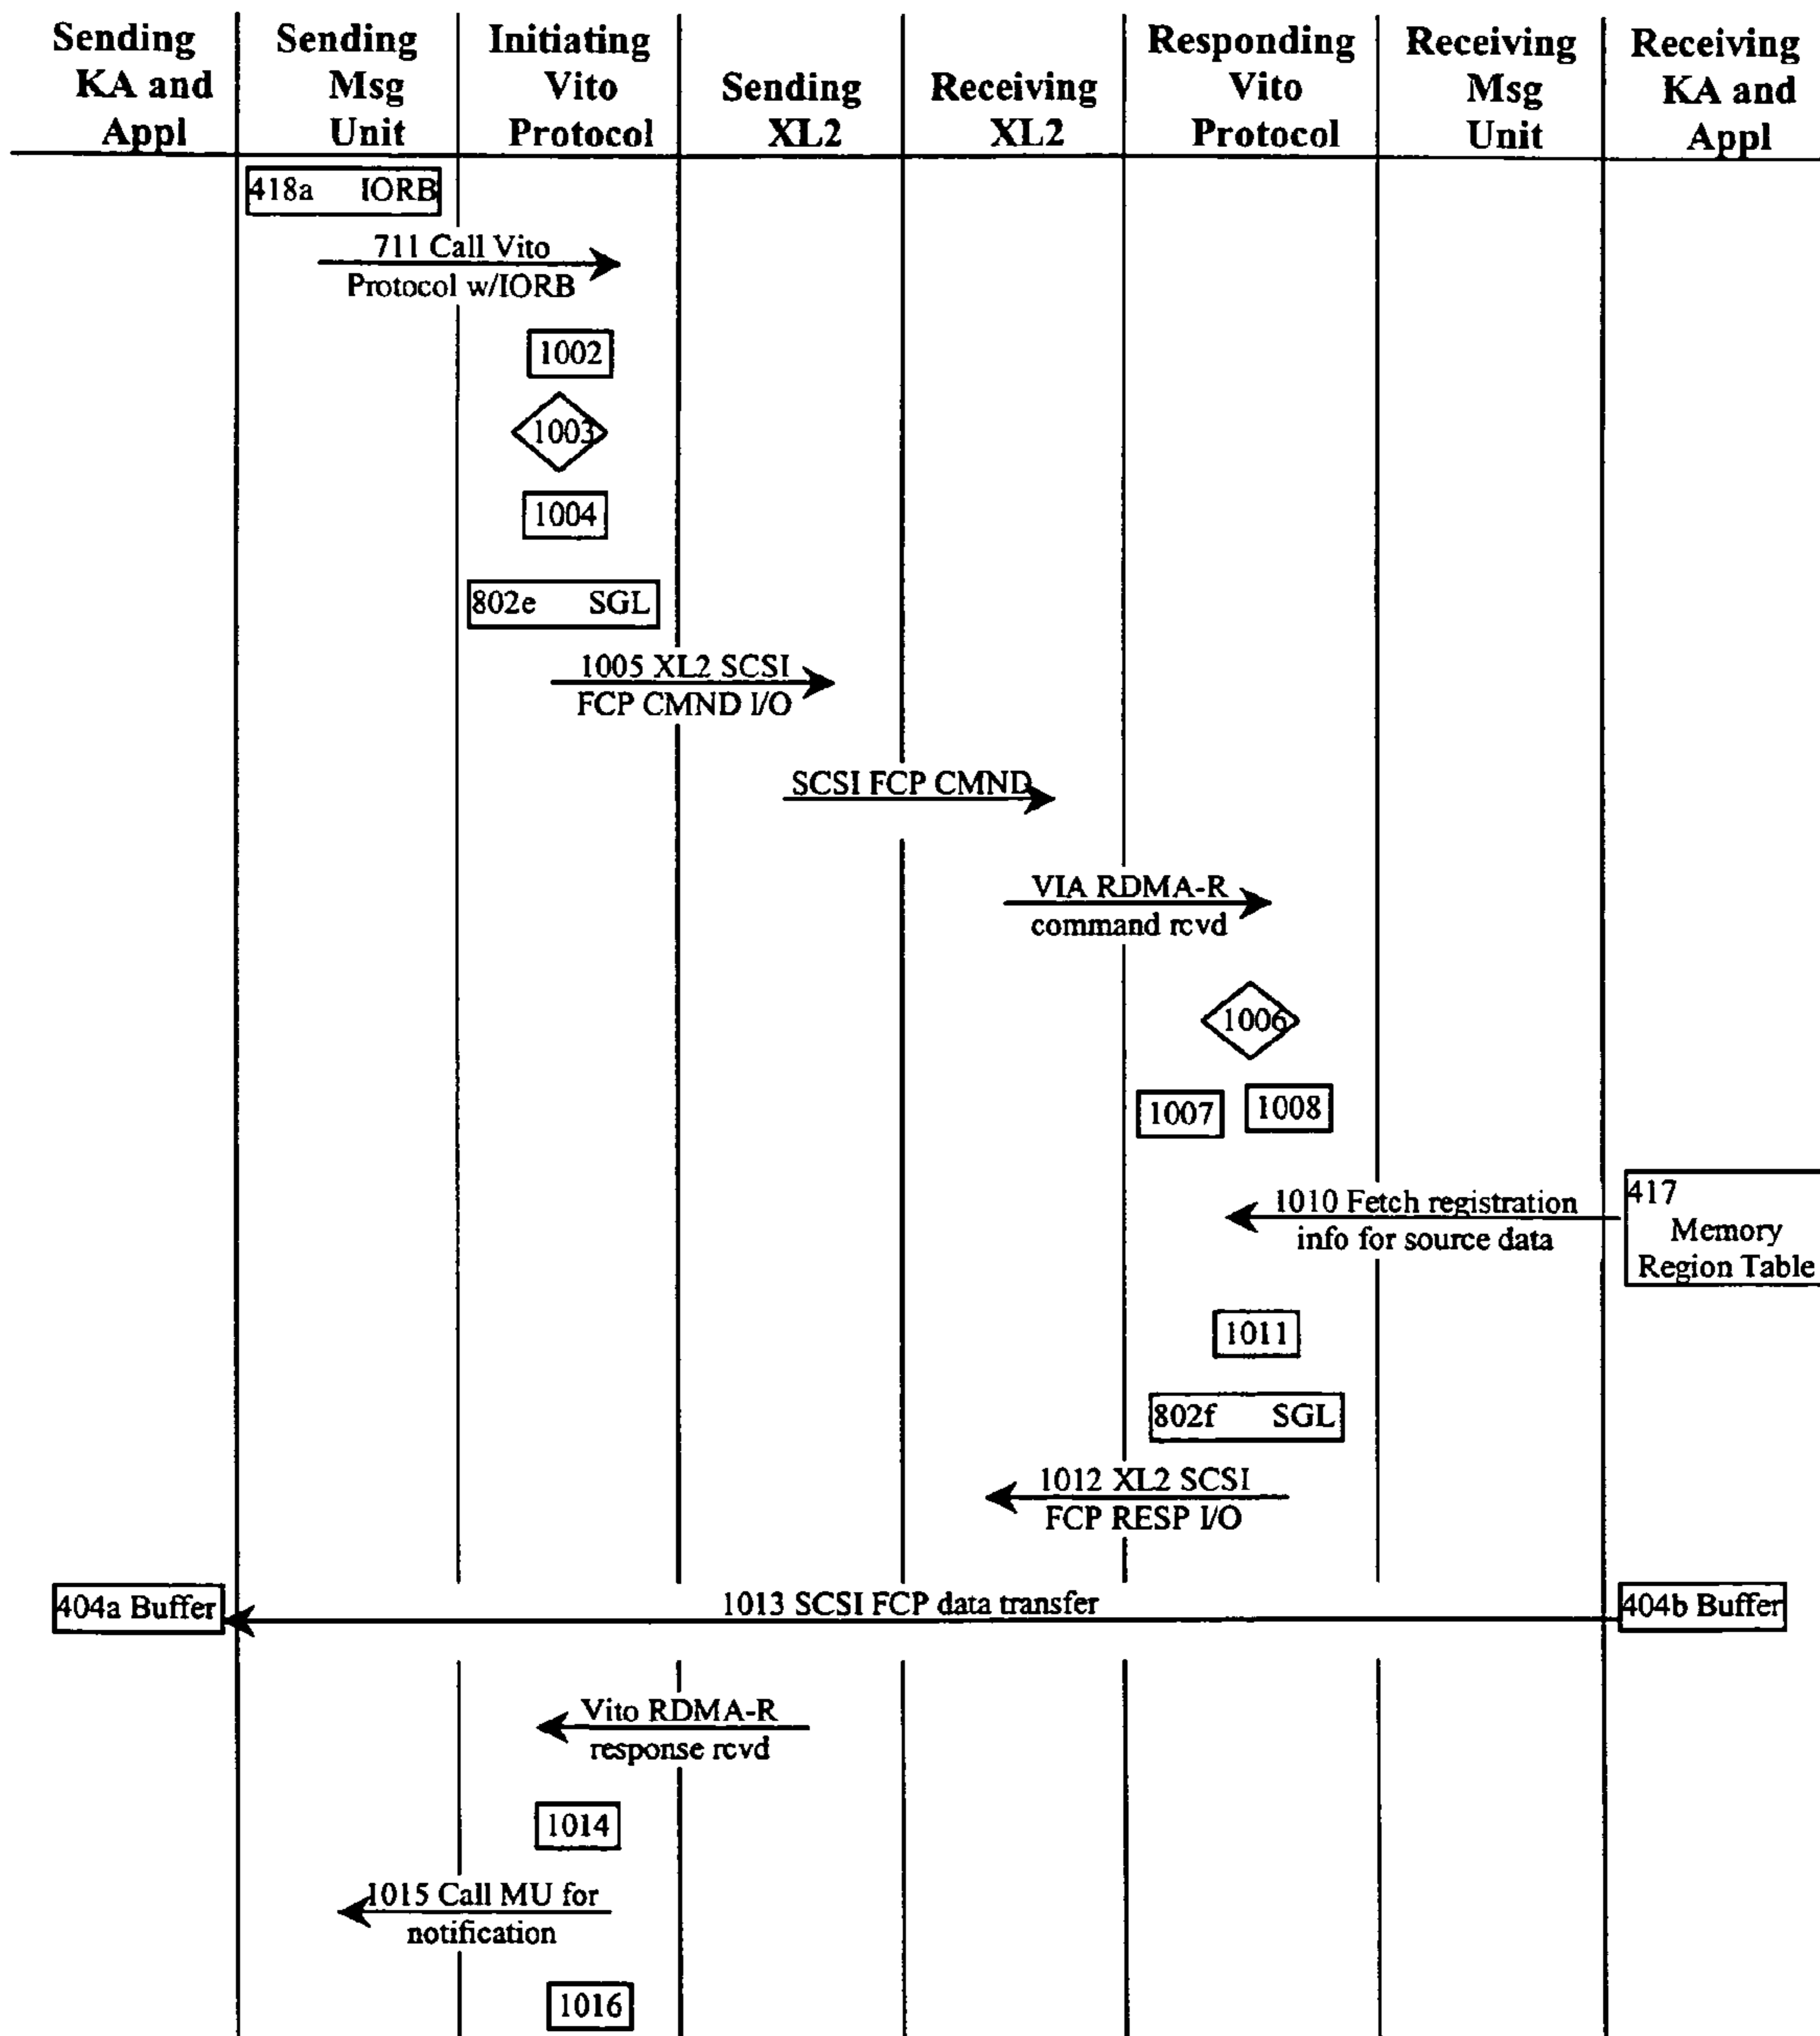 Sending KA and Appl
Sending Msg Unit
Initiating Vito Protocol
Sending XL2
Receiving XL2
Responding Vito Protocol
Receiving Msg Unit
Receiving KA and Appl
418a IORB
711 Call Vito
Protocol w/IORB
1002
1003
1004
802e SGL
1005 XL2 SCSI
FCP CMND I/O
SCSI FCP CMND
VIA RDMA-R
command rcvd
1006
1007 1008
1010 Fetch registration
info for source data
417
Memory
Region Table
1011
802f SGL
1012 XL2 SCSI
FCP RESP I/O
404a Buffer
1013 SCSI FCP data transfer
404b Buffer
Vito RDMA-R
response rcvd
1014
1015 Call MU for
notification
1016